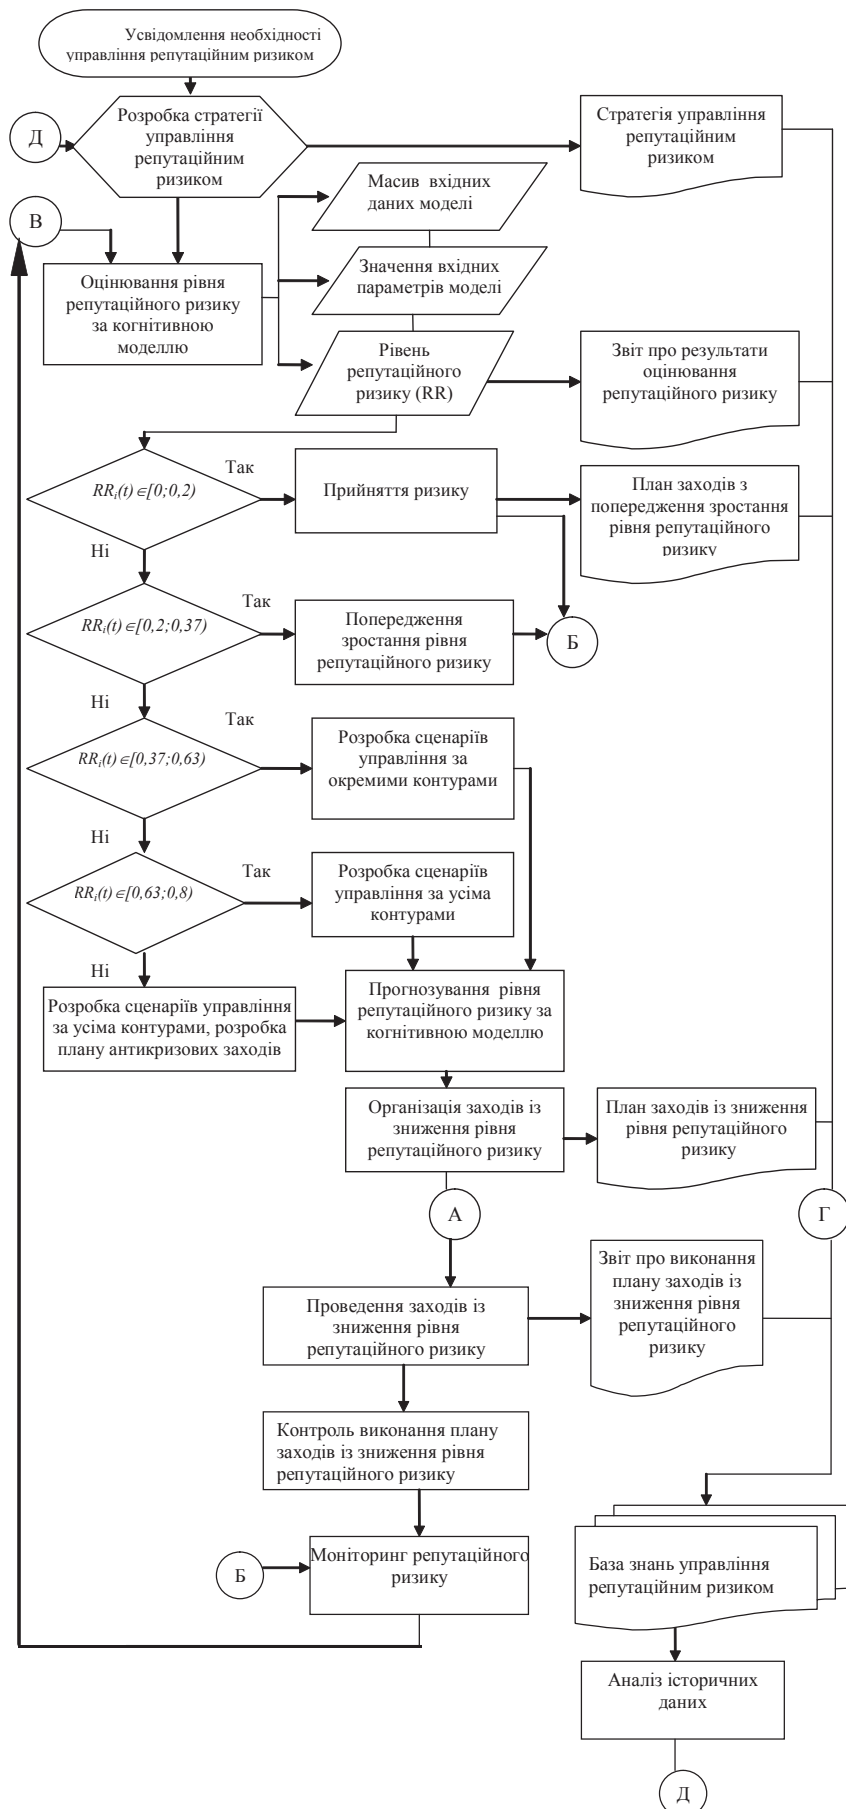 Усвідомлення необхідності
управління репутаційним ризиком
Д
Розробка стратегії
управління
репутаційним
ризиком
Стратегія управління
репутаційним
ризиком
В
Масив вхідних
даних моделі
Оцінювання рівня
репутаційного ризику
за когнітивною
моделлю
Значення вхідних
параметрів моделі
Рівень
репутаційного
ризику (RR)
Звіт про результати
оцінювання
репутаційного ризику
RRi(t) ∈[0;0,2)
Так
Прийняття ризику
План заходів з
попередження зростання
рівня репутаційного
ризику
Ні
RRi(t) ∈[0,2;0,37)
Так
Попередження
зростання рівня
репутаційного ризику
Б
Ні
RRi(t) ∈[0,37;0,63)
Так
Розробка сценаріїв
управління за
окремими контурами
Ні
RRi(t) ∈[0,63;0,8)
Так
Розробка сценаріїв
управління за усіма
контурами
Ні
Розробка сценаріїв управління
за усіма контурами, розробка
плану антикризових заходів
Прогнозування рівня
репутаційного ризику за
когнітивною моделлю
Організація заходів із
зниження рівня
репутаційного ризику
План заходів із зниження
рівня репутаційного
ризику
А
Г
Проведення заходів із
зниження рівня
репутаційного ризику
Звіт про виконання
плану заходів із
зниження рівня
репутаційного
ризику
Контроль виконання плану
заходів із зниження рівня
репутаційного ризику
Б
Моніторинг репутаційного
ризику
База знань управління
репутаційним ризиком
Аналіз історичних
даних
Д